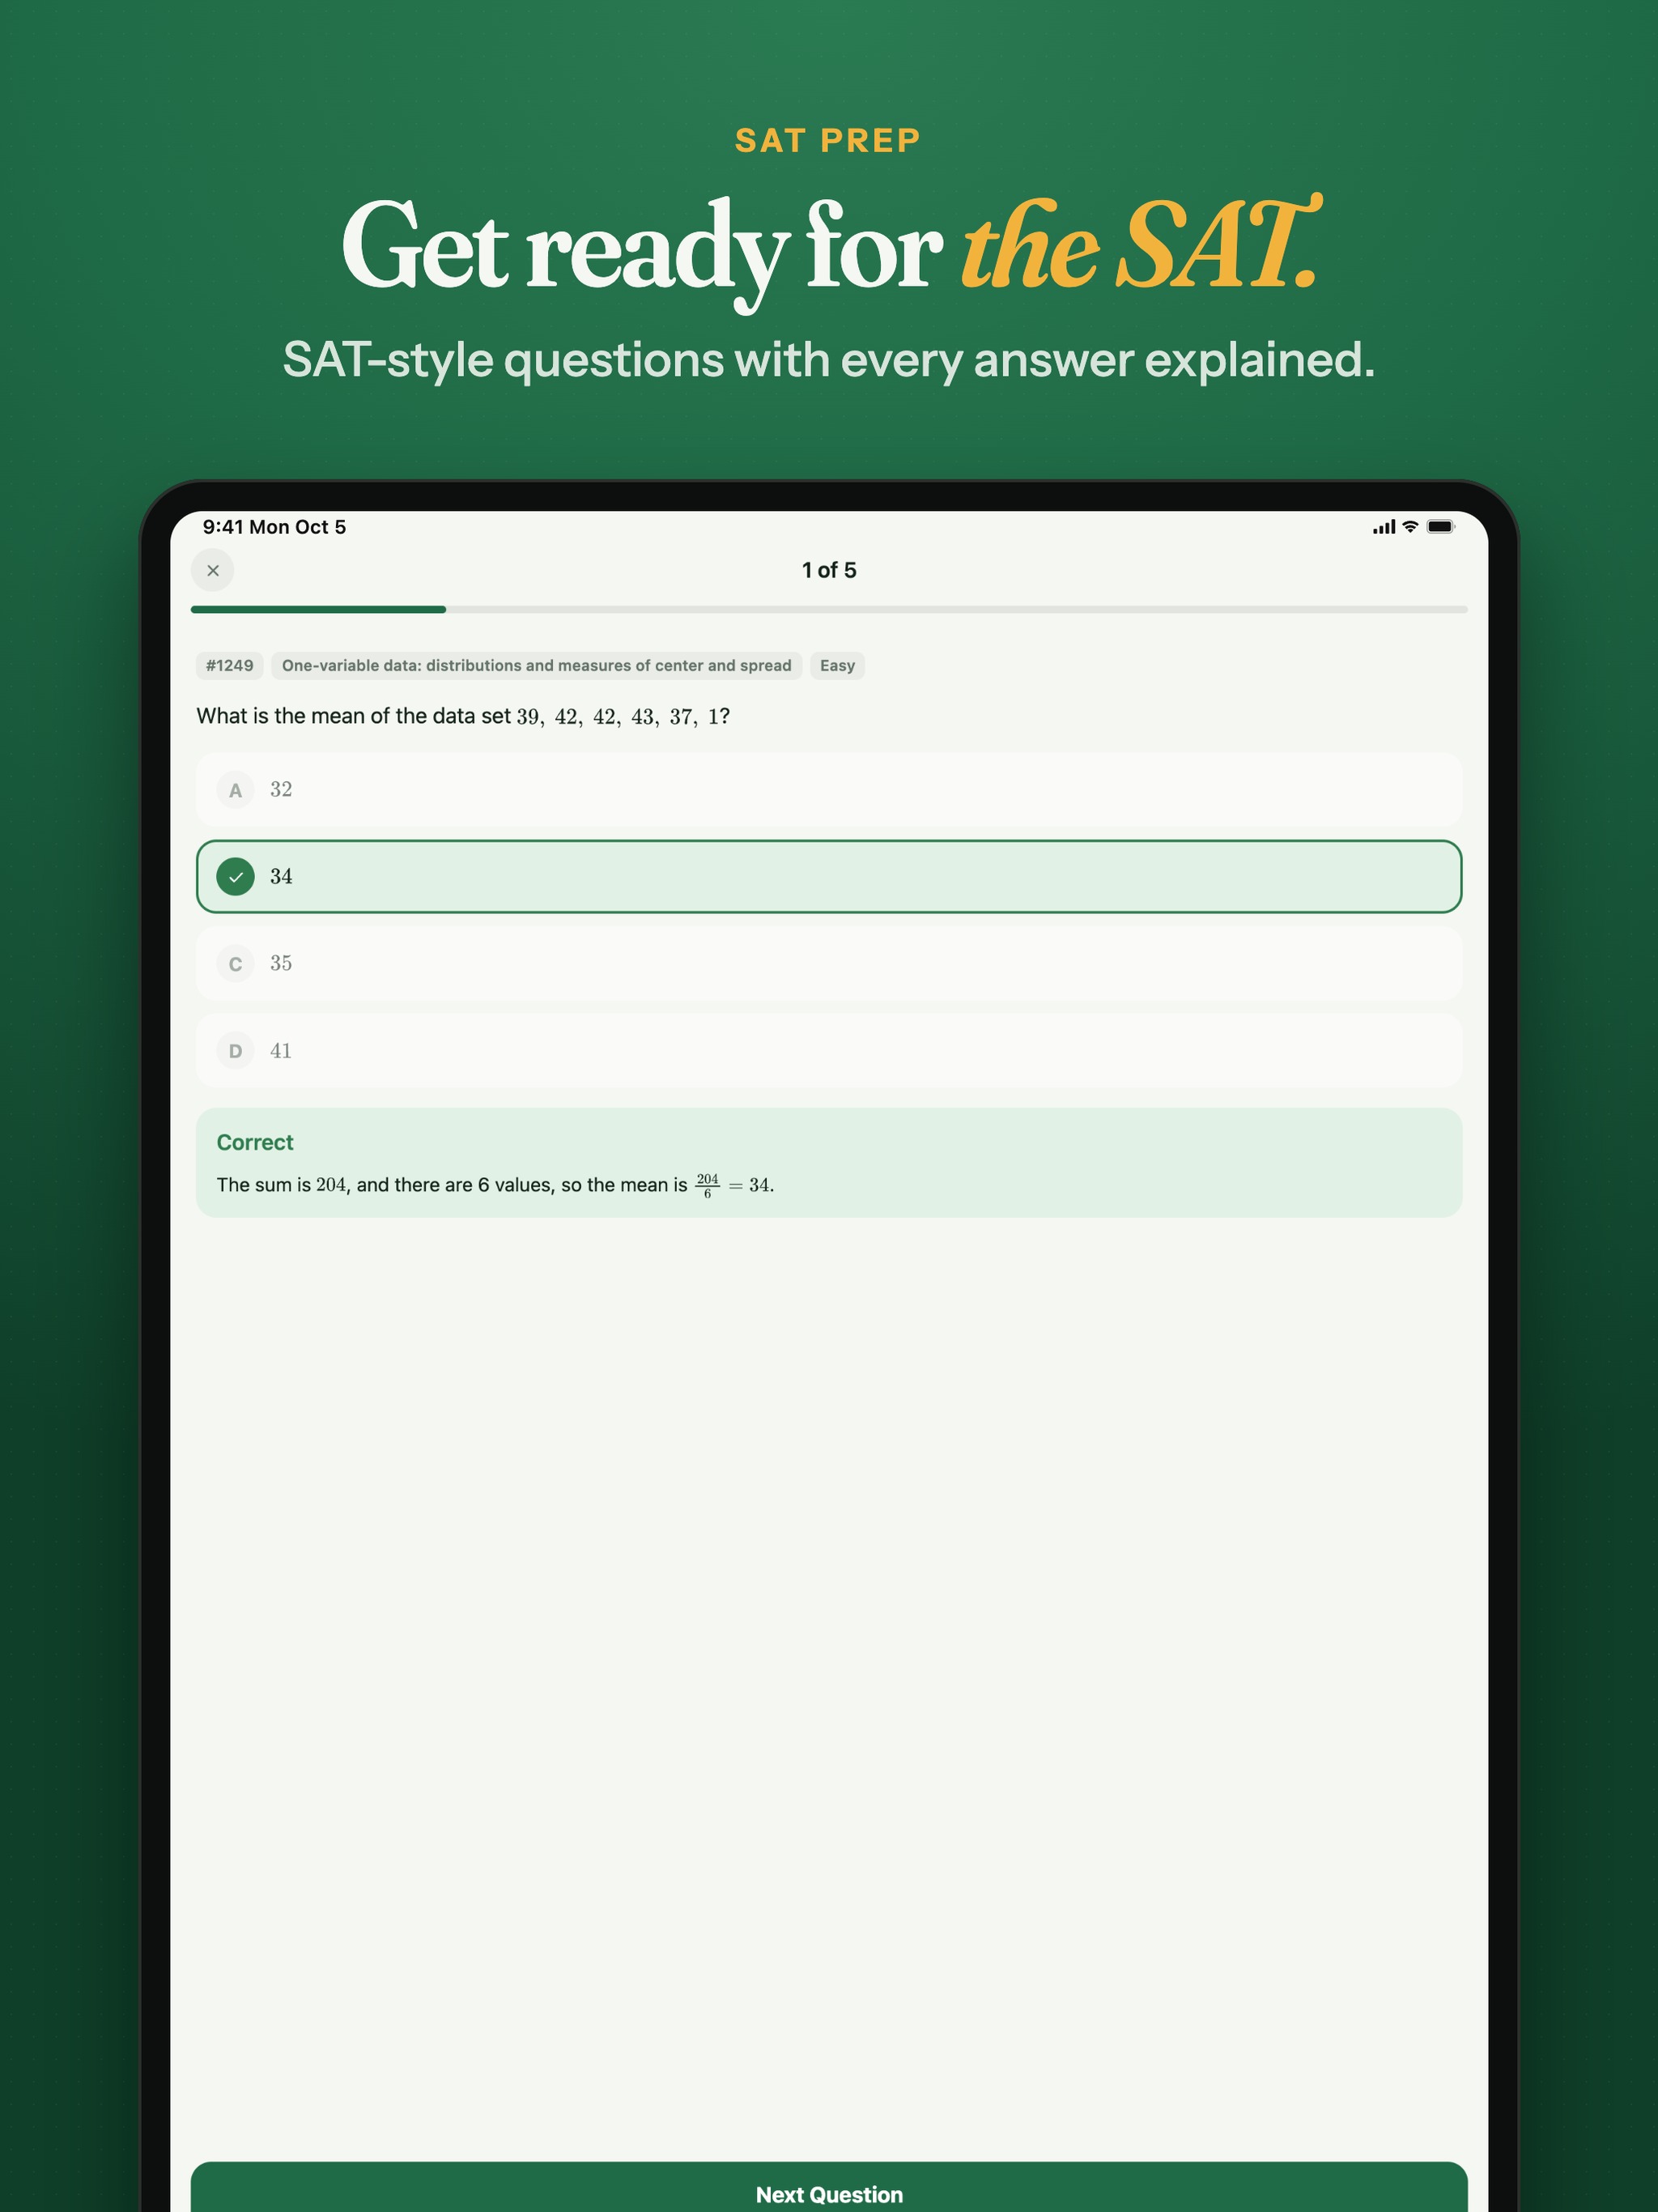 SAT PREP
Get ready for the SAT.
SAT-style questions with every answer explained.
9:41 Mon Oct 5
1 of 5
#1249 One-variable data: distributions and measures of center and spread Easy
What is the mean of the data set 39, 42, 42, 43, 37, 1?
A 32
34
C 35
D 41
Correct
The sum is 204, and there are 6 values, so the mean is 204/6 = 34.
Next Question